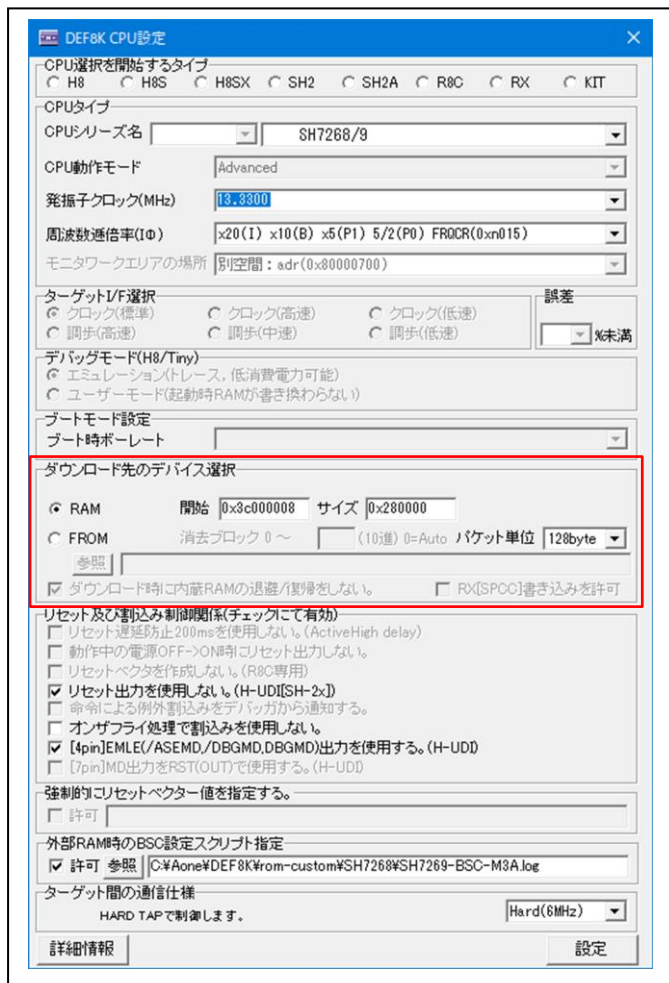 DEF8K CPU設定
CPU選択を開始するタイプ
H8 H8S H8SX SH2 SH2A R8C RX KIT
CPUタイプ
CPUシリーズ名 SH7268/9
CPU動作モード Advanced
発振子クロック(MHz) 13.3300
周波数逓倍率(IΦ) x20(I) x10(B) x5(P1) 5/2(P0) FRQCR(0xn015)
モニタワークエリアの場所 別空間：adr(0x80000700)
ターゲットI/F選択 誤差
クロック(標準) クロック(高速) クロック(低速)
調歩(高速) 調歩(中速) 調歩(低速) %未満
デバッグモード(H8/Tiny)
エミュレーション(トレース，低消費電力可能)
ユーザーモード(起動時RAMが書き換わらない)
ブートモード設定
ブート時ボーレート
ダウンロード先のデバイス選択
RAM 開始 0x3c000008 サイズ 0x280000
FROM 消去ブロック 0 ～ (10進) 0=Auto パケット単位 128byte
参照
ダウンロード時に内蔵RAMの退避/復帰をしない。 RX[SPCC]書き込みを許可
リセット及び割込み制御関係(チェックにて有効)
リセット遅延防止200msを使用しない。(ActiveHigh delay)
動作中の電源OFF->ON時にリセット出力しない。
リセットベクタを作成しない。(R8C専用)
リセット出力を使用しない。(H-UDI[SH-2x])
命令による例外割込みをデバッガから通知する。
オンザフライ処理で割込みを使用しない。
[4pin]EMLE(/ASEMD,/DBGMD,DBGMD)出力を使用する。(H-UDI)
[7pin]MD出力をRST(OUT)で使用する。(H-UDI)
強制的にリセットベクター値を指定する。
許可
外部RAM時のBSC設定スクリプト指定
許可 参照 C:¥Aone¥DEF8K¥rom-custom¥SH7268¥SH7269-BSC-M3A.log
ターゲット間の通信仕様
HARD TAPで制御します。 Hard(6MHz)
詳細情報 設定